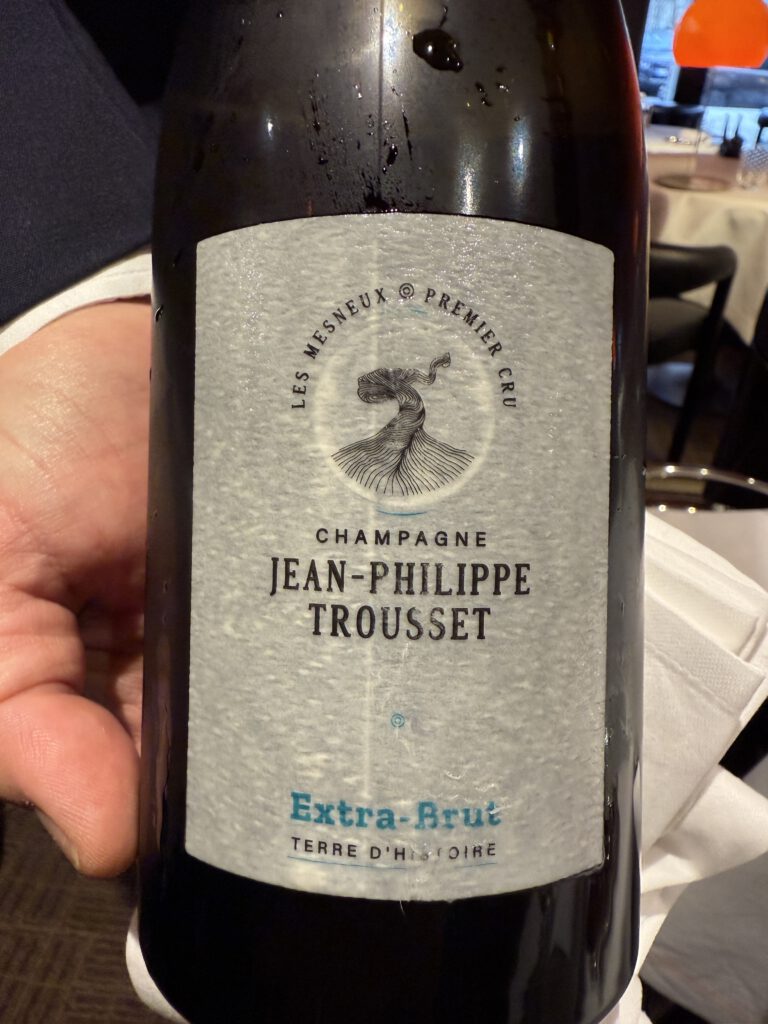 LES MESNEUX PREMIER CRU
CHAMPAGNE
JEAN-PHILIPPE
TROUSSET
Extra-Brut
TERRE D'HISTOIRE